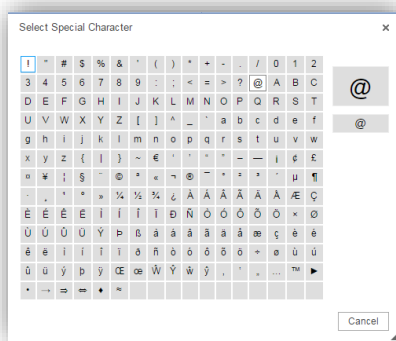 Select Special Character ×
! " # $ % & ' ( ) * + - . / 0 1 2
3 4 5 6 7 8 9 : ; < = > ? @ A B C
@
D E F G H I J K L M N O P Q R S T
U V W X Y Z [ ] ^ _ ` a b c d e f
@
g h i j k l m n o p q r s t u v w
x y z { | } ~ € ‘ ’ “ ” – — ¡ ¢ £
¤ ¥ ¦ § ¨ © ª « ¬ ® ¯ ° ² ³ ´ µ ¶
· ¸ ¹ º » ¼ ½ ¾ ¿ À Á Â Ã Ä Å Æ Ç
È É Ê Ë Ì Í Î Ï Ð Ñ Ò Ó Ô Õ Ö × Ø
Ù Ú Û Ü Ý Þ ß à á â ã ä å æ ç è é
ê ë ì í î ï ð ñ ò ó ô õ ö ÷ ø ù ú
û ü ý þ ÿ Œ œ Ŵ Ŷ ŵ ŷ ‚ ‛ „ … ™ ►
• → ⇒ ⇔ ♦ ≈
Cancel